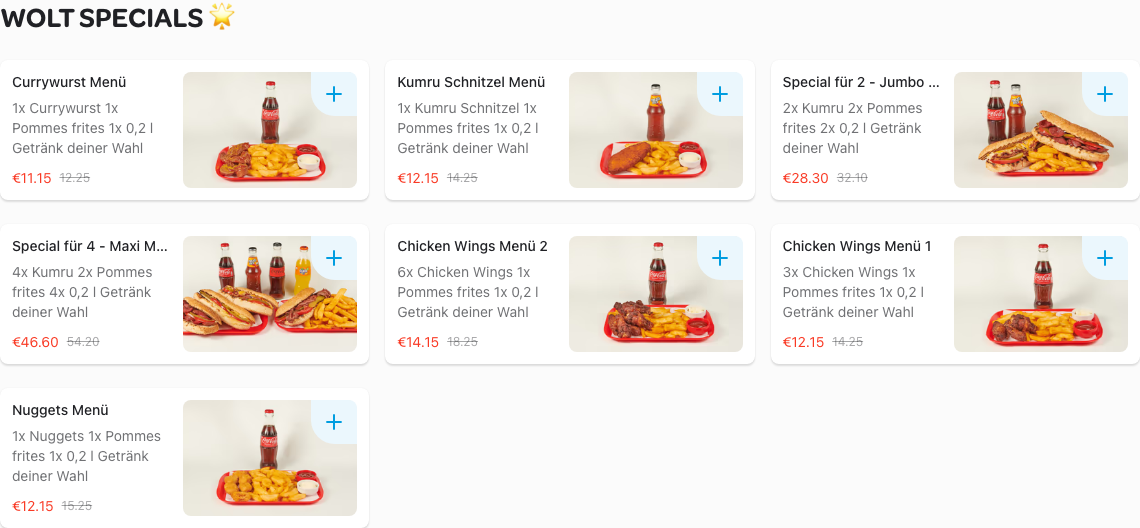 WOLT SPECIALS 🌟
Currywurst Menü
1x Currywurst 1x
Pommes frites 1x 0,2 l
Getränk deiner Wahl
€11.15 12.25
Kumru Schnitzel Menü
1x Kumru Schnitzel 1x
Pommes frites 1x 0,2 l
Getränk deiner Wahl
€12.15 14.25
Special für 2 - Jumbo ...
2x Kumru 2x Pommes
frites 2x 0,2 l Getränk
deiner Wahl
€28.30 32.10
Special für 4 - Maxi M...
4x Kumru 2x Pommes
frites 4x 0,2 l Getränk
deiner Wahl
€46.60 54.20
Chicken Wings Menü 2
6x Chicken Wings 1x
Pommes frites 1x 0,2 l
Getränk deiner Wahl
€14.15 18.25
Chicken Wings Menü 1
3x Chicken Wings 1x
Pommes frites 1x 0,2 l
Getränk deiner Wahl
€12.15 14.25
Nuggets Menü
1x Nuggets 1x Pommes
frites 1x 0,2 l Getränk
deiner Wahl
€12.15 15.25